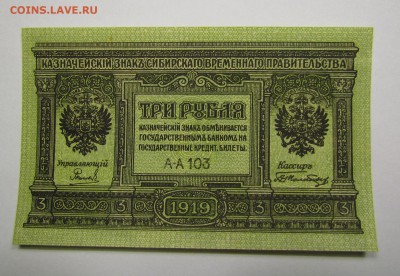 COINS.LAVE.RU
КАЗНАЧЕЙСКІЙ ЗНАКЪ СИБИРСКАГО ВРЕМЕННАГО ПРАВИТЕЛЬСТВА
ТРИ РУБЛЯ
КАЗНАЧЕЙСКІЙ ЗНАКЪ ОБМѢНИВАЕТСЯ
ГОСУДАРСТВЕННЫМЪ БАНКОМЪ НА
ГОСУДАРСТВЕННЫЕ КРЕДИТ. БИЛЕТЫ.
Управляющій
А-А 103
Кассиръ
3 3 1919 3 3